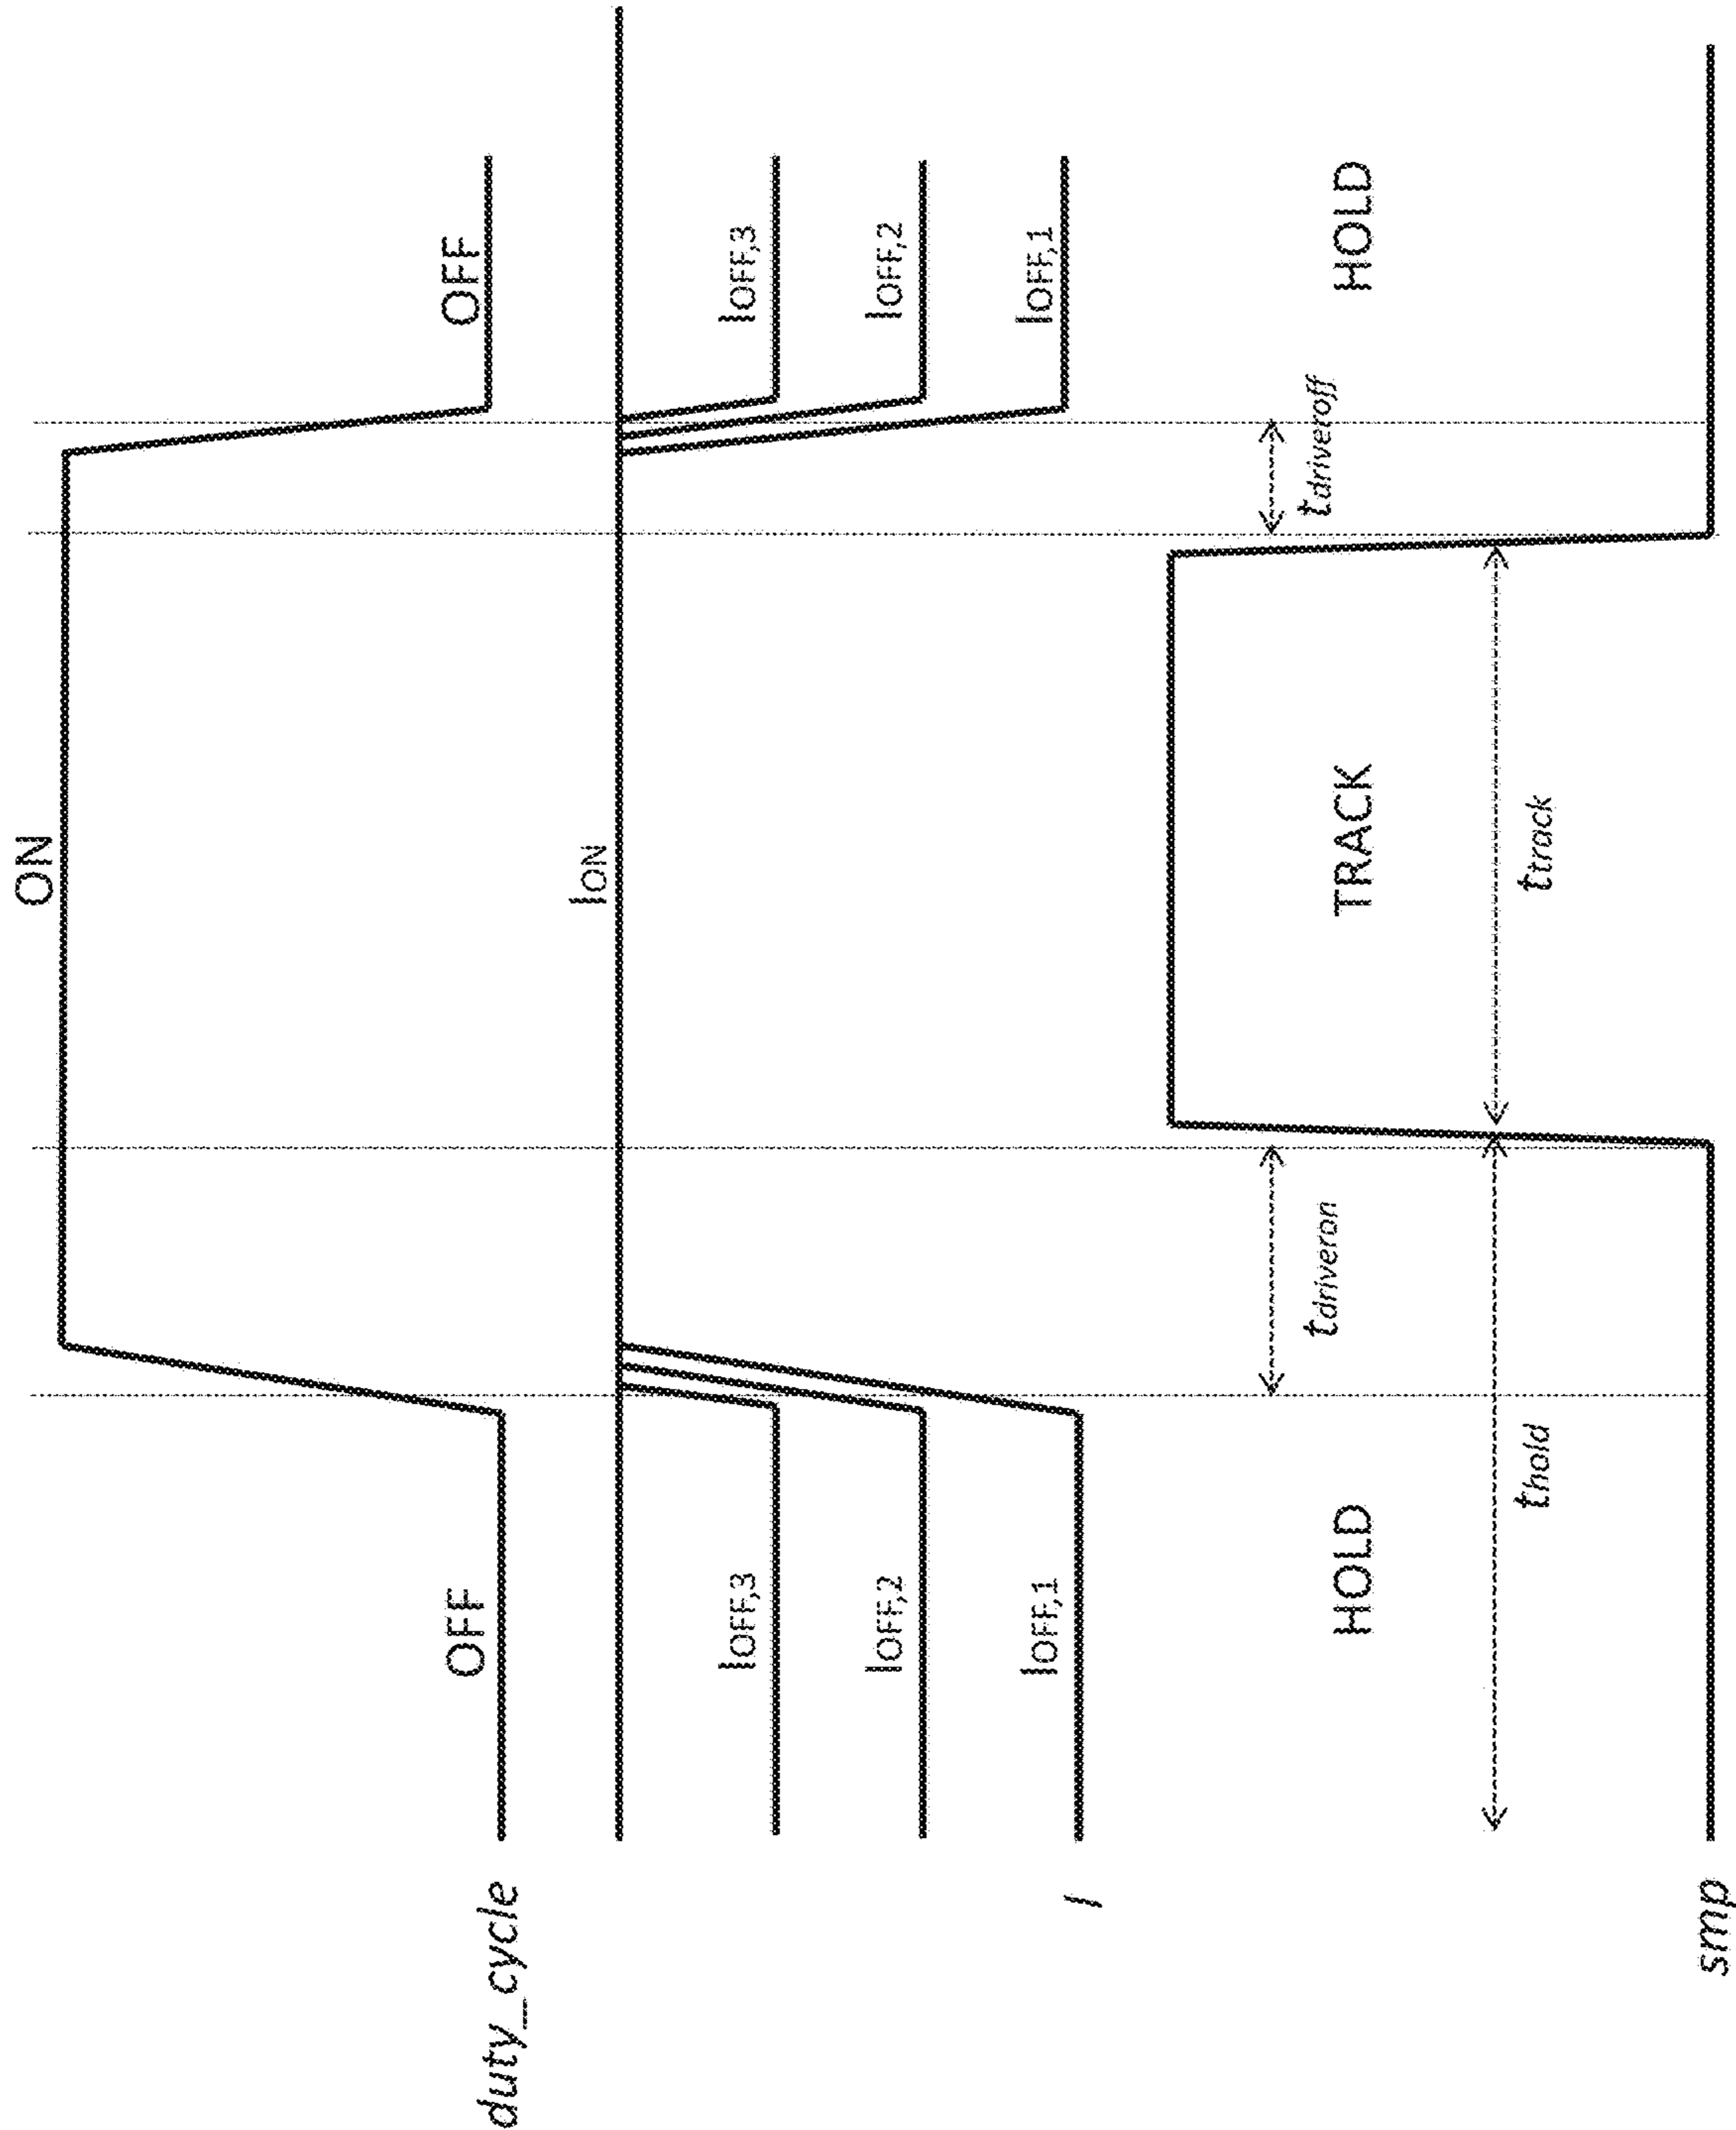 ON
OFF
OFF
duty_cycle
ION
IOFF,3
IOFF,3
IOFF,2
IOFF,2
IOFF,1
IOFF,1
I
HOLD
TRACK
HOLD
tdriveron
tdriveroff
thold
ttrack
smp